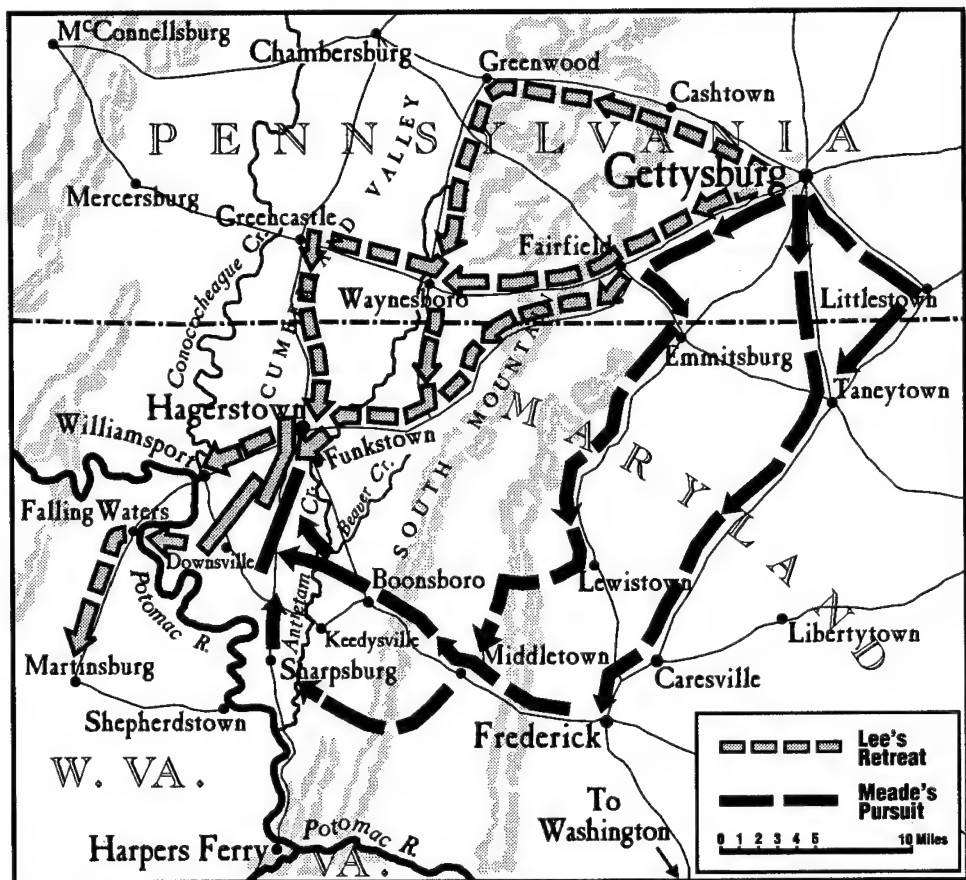 McConnellsburg
Chambersburg
Greenwood
Cashtown
PENNSYLVANIA
VALLEY
Gettysburg
Mercersburg
Greencastle
Conococheague Cr.
CUMBERLAND
Fairfield
Waynesboro
Littlestown
Emmitsburg
Taneytown
SOUTH MOUNTAIN
MARYLAND
Hagerstown
Williamsport
Funkstown
Beaver Cr.
Falling Waters
Downsville
Antietam Cr.
Boonsboro
Lewistown
Potomac R.
Keedysville
Libertytown
Martinsburg
Sharpsburg
Middletown
Caresville
Shepherdstown
Frederick
W. VA.
To
Washington
Harpers Ferry
Potomac R.
VA.
Lee's
Retreat
Meade's
Pursuit
0 1 2 3 4 5 10 Miles